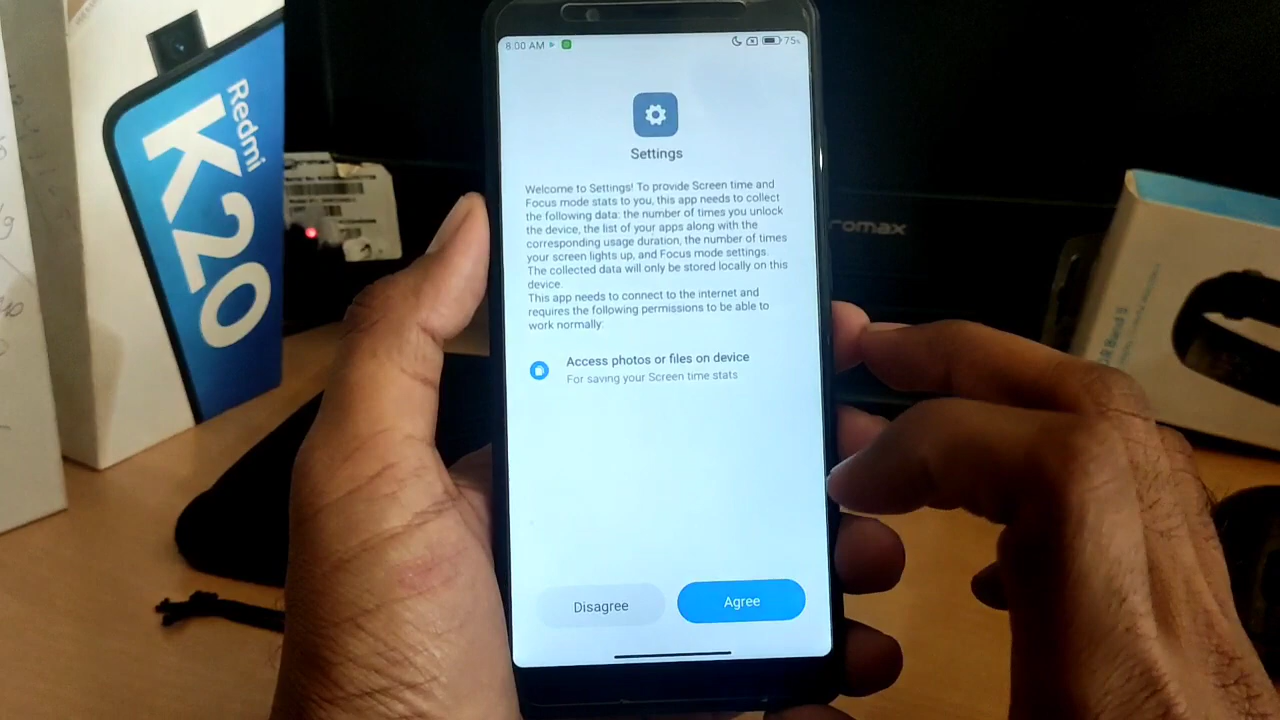 Redmi
K20
8:00 AM
75%
Settings
Welcome to Settings! To provide Screen time and
Focus mode stats to you, this app needs to collect
the following data: the number of times you unlock
the device, the list of your apps along with the
corresponding usage duration, the number of times
your screen lights up, and Focus mode settings.
The collected data will only be stored locally on this
device.
This app needs to connect to the internet and
requires the following permissions to be able to
work normally:
Access photos or files on device
For saving your Screen time stats
Disagree
Agree
romax
Band 5